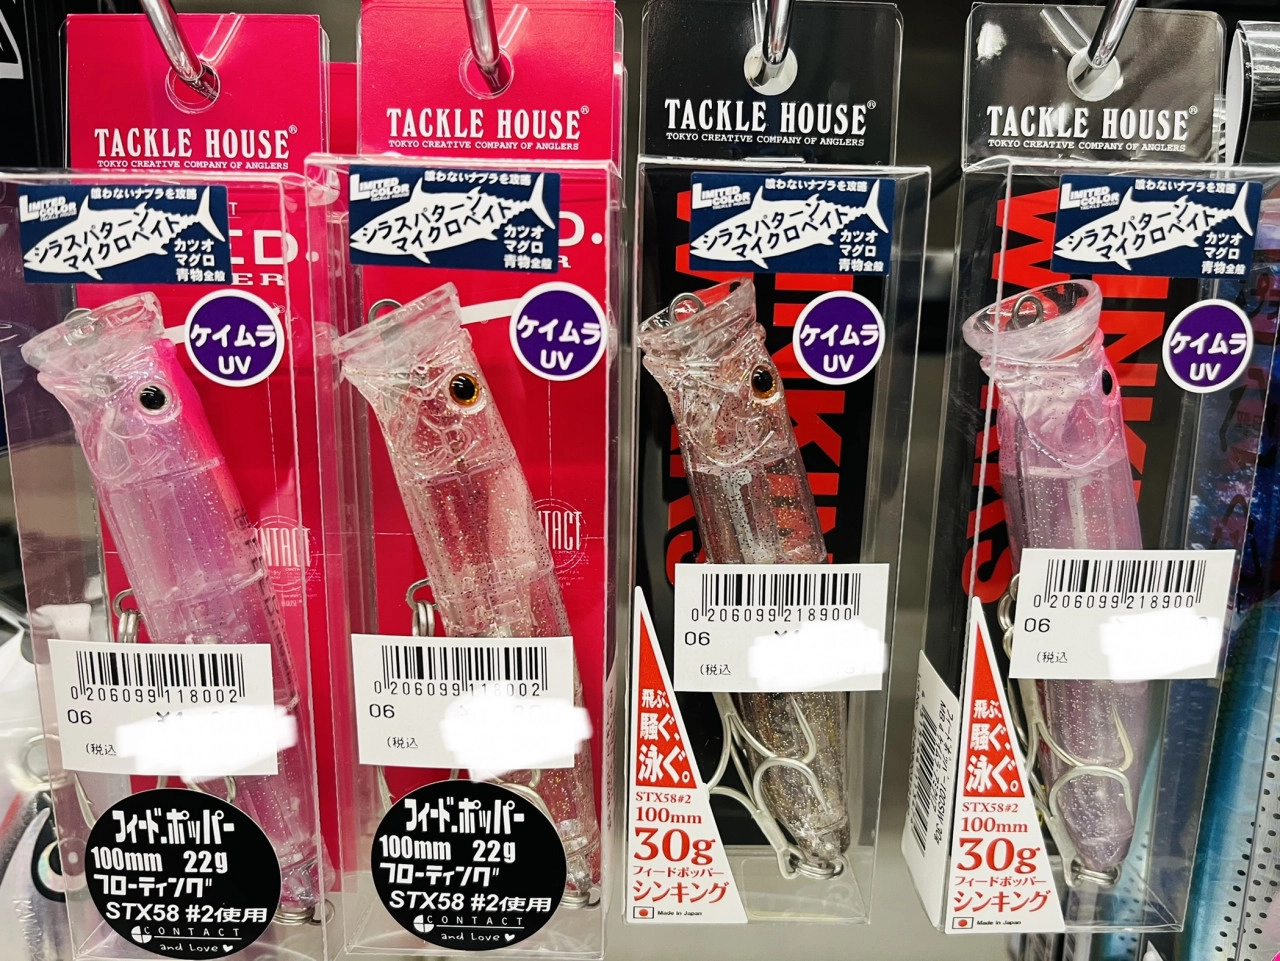 TACKLE HOUSE®
TOKYO CREATIVE COMPANY OF ANGLERS
LIMITED COLOR
TACKLE HOUSE
喰わないナブラを攻略
シラスパターン
マイクロベイト
カツオ
マグロ
青物全般
ケイムラ
UV
0 206099 118002
06
(税込
フィード.ポッパー
100mm 22g
フローティング
STX58 #2使用
CONTACT
and Love
TACKLE HOUSE®
TOKYO CREATIVE COMPANY OF ANGLERS
LIMITED COLOR
TACKLE HOUSE
喰わないナブラを攻略
シラスパターン
マイクロベイト
カツオ
マグロ
青物全般
ケイムラ
UV
CONTACT
0 206099 118002
06
(税込
フィード.ポッパー
100mm 22g
フローティング
STX58 #2使用
CONTACT
and Love
TACKLE HOUSE®
TOKYO CREATIVE COMPANY OF ANGLERS
LIMITED COLOR
TACKLE HOUSE
喰わないナブラを攻略
シラスパターン
マイクロベイト
カツオ
マグロ
青物全般
ケイムラ
UV
0 206099 218900
06
(税込
飛ぶ、
騒ぐ、
泳ぐ。
STX58#2
100mm
30g
フィードポッパー
シンキング
Made in Japan
TACKLE HOUSE®
TOKYO CREATIVE COMPANY OF ANGLERS
LIMITED COLOR
TACKLE HOUSE
喰わないナブラを攻略
シラスパターン
マイクロベイト
カツオ
マグロ
青物全般
ケイムラ
UV
0 206099 218900
06
(税込
飛ぶ、
騒ぐ、
泳ぐ。
STX58#2
100mm
30g
フィードポッパー
シンキング
Made in Japan